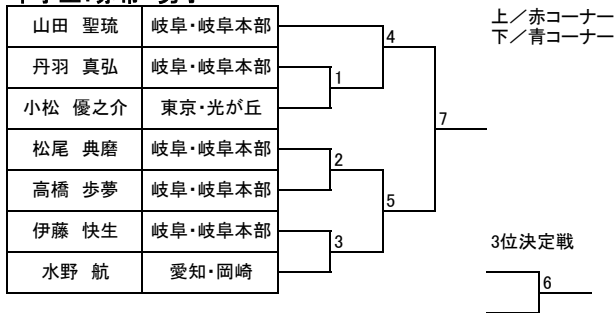 山田 聖琉 岐阜・岐阜本部
丹羽 真弘 岐阜・岐阜本部
小松 優之介 東京・光が丘
松尾 典磨 岐阜・岐阜本部
高橋 歩夢 岐阜・岐阜本部
伊藤 快生 岐阜・岐阜本部
水野 航 愛知・岡崎
1
2
3
4
5
7
上／赤コーナー
下／青コーナー
3位決定戦
6